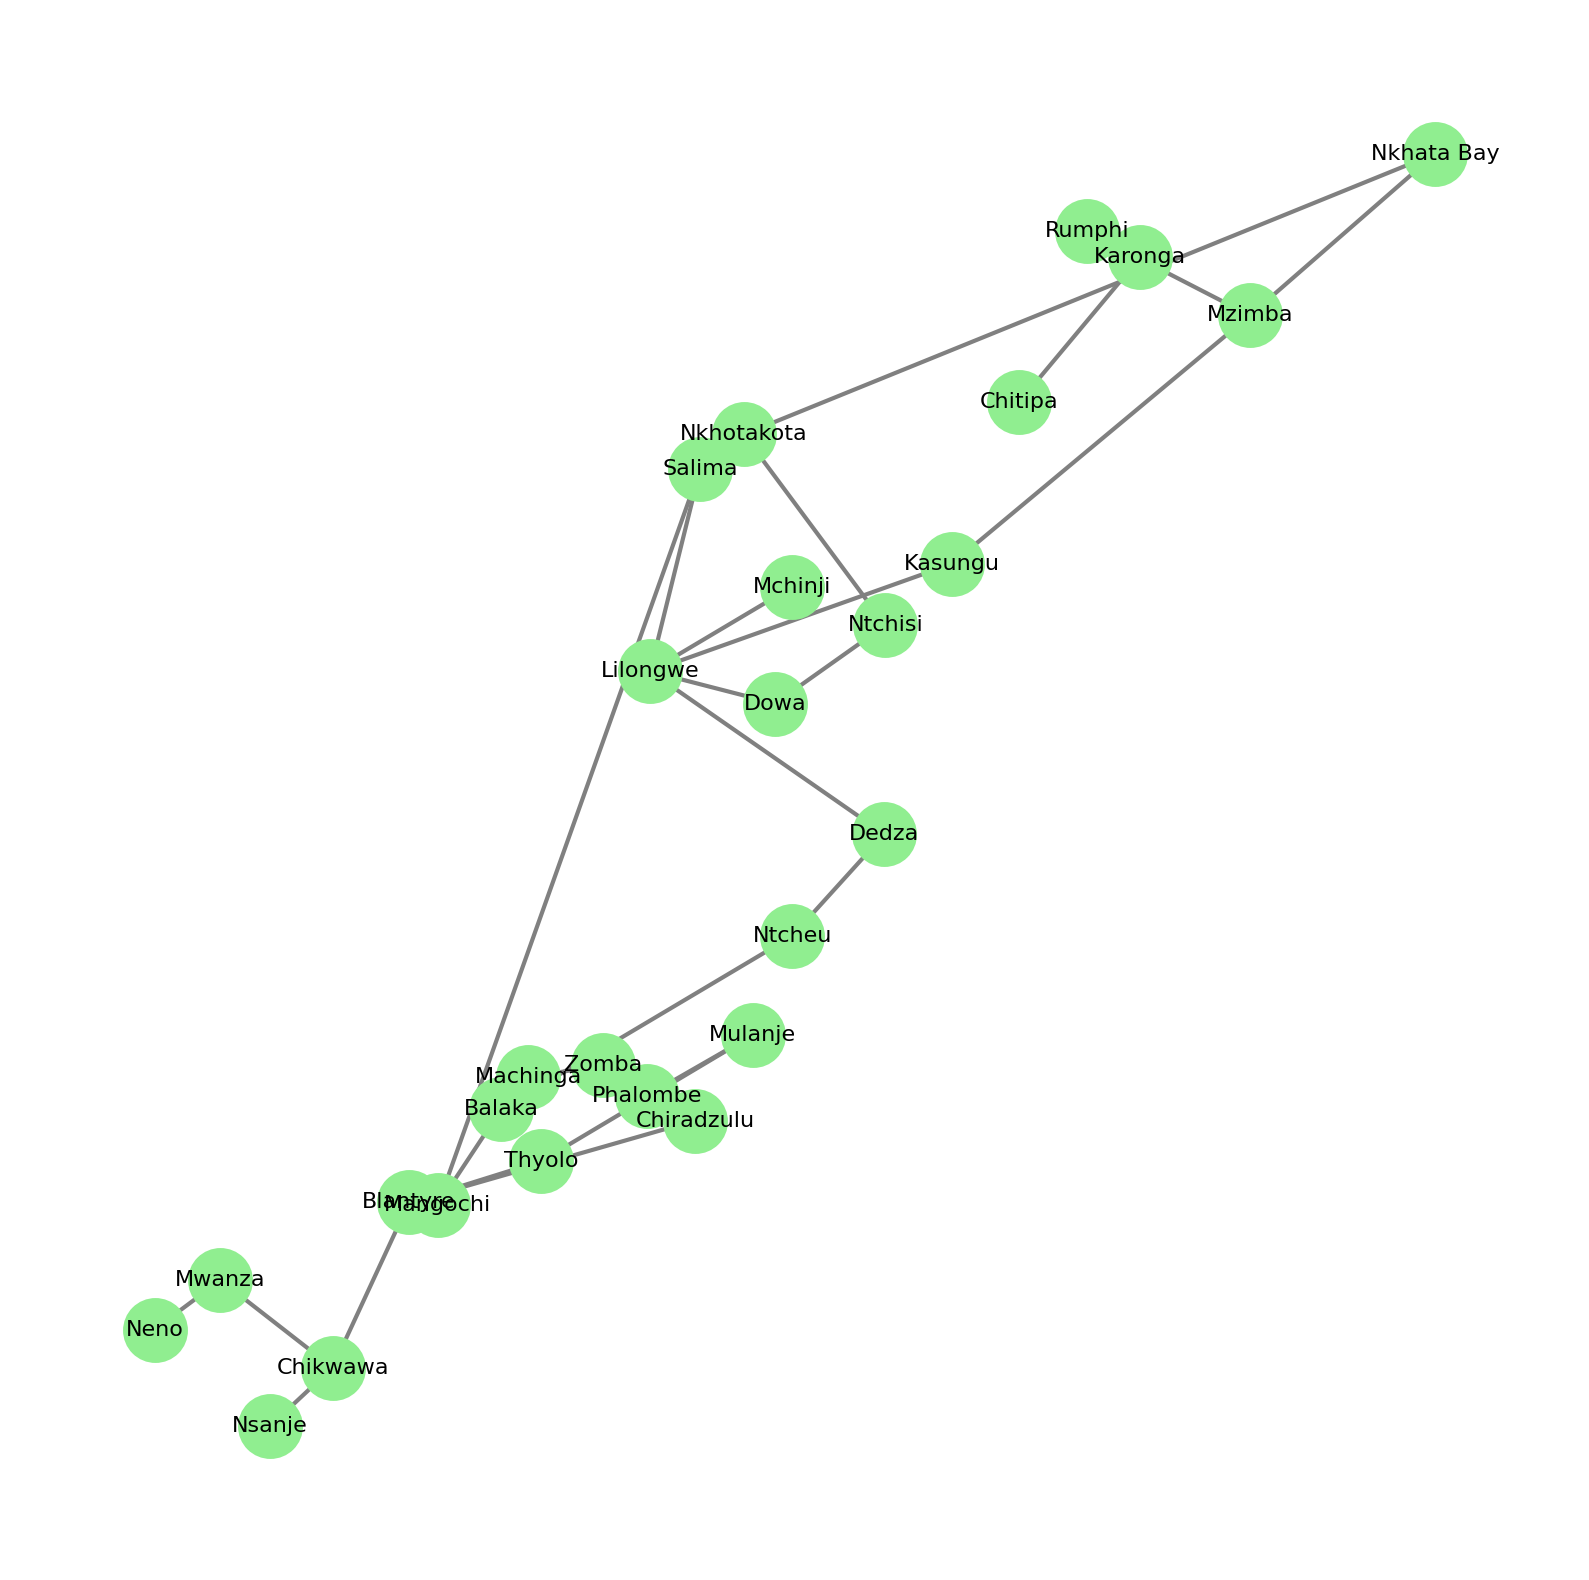 Nkhata Bay
Rumphi
Karonga
Mzimba
Chitipa
Nkhotakota
Salima
Kasungu
Mchinji
Ntchisi
Lilongwe
Dowa
Dedza
Ntcheu
Mulanje
Zomba
Machinga
Phalombe
Balaka
Chiradzulu
Thyolo
Blantyre
Mangochi
Mwanza
Neno
Chikwawa
Nsanje